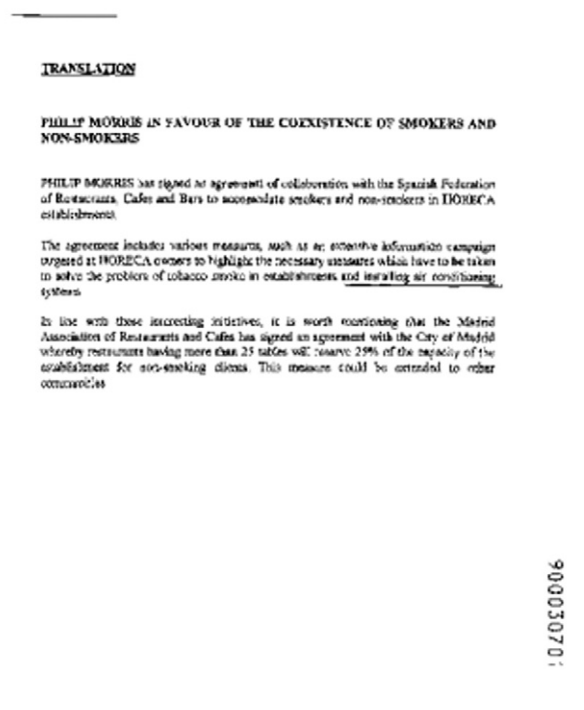 TRANSLATION
PHILIP MORRIS IN FAVOUR OF THE COEXISTENCE OF SMOKERS AND
NON-SMOKERS
PHILIP MORRIS has signed an agreement of collaboration with the Spanish Federation
of Restaurants, Cafes and Bars to accomodate smokers and non-smokers in HORECA
establishments.
The agreement includes various measures, such as an extensive information campaign
targeted at HORECA owners to highlight the necessary measures which have to be taken
to solve the problem of tobacco smoke in establishments and installing air conditioning
systems.
In line with these interesting initiatives, it is worth mentioning that the Madrid
Association of Restaurants and Cafes has signed an agreement with the City of Madrid
whereby restaurants having more than 25 tables will reserve 25% of the capacity of the
establishment for non-smoking clients. This measure could be extended to other
communities